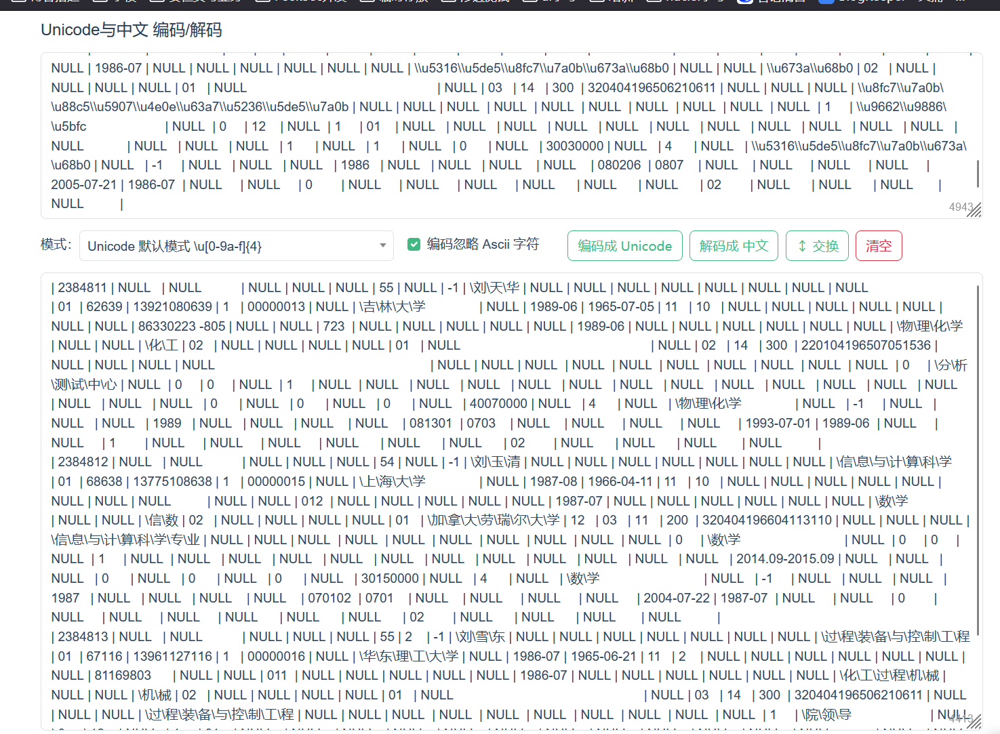 Unicode与中文 编码/解码
NULL | 1986-07 | NULL | NULL | NULL | NULL | NULL | NULL | \\u5316\\u5de5\\u8fc7\\u7a0b\\u673a\\u68b0 | NULL | NULL | \\u673a\\u68b0 | 02 | NULL |
NULL | NULL | NULL | 01 | NULL | NULL | 03 | 14 | 300 | 320404196506210611 | NULL | NULL | NULL | \\u8fc7\\u7a0b\
\u88c5\\u5907\\u4e0e\\u63a7\\u5236\\u5de5\\u7a0b | NULL | NULL | NULL | NULL | NULL | NULL | NULL | NULL | NULL | NULL | 1 | \\u9662\\u9886\
\u5bfc | NULL | 0 | 12 | NULL | 1 | 01 | NULL | NULL | NULL | NULL | NULL | NULL | NULL | NULL | NULL | NULL | NULL |
NULL | NULL | NULL | NULL | 1 | NULL | 1 | NULL | 0 | NULL | 30030000 | NULL | 4 | NULL | \\u5316\\u5de5\\u8fc7\\u7a0b\\u673a\
\u68b0 | NULL | -1 | NULL | NULL | NULL | 1986 | NULL | NULL | NULL | NULL | 080206 | 0807 | NULL | NULL | NULL | NULL |
2005-07-21 | 1986-07 | NULL | NULL | 0 | NULL | NULL | NULL | NULL | NULL | NULL | 02 | NULL | NULL | NULL |
NULL |
4943
模式: Unicode 默认模式 \u[0-9a-f]{4} 编码忽略 Ascii 字符 编码成 Unicode 解码成 中文 交换 清空
| 2384811 | NULL | NULL | NULL | NULL | NULL | 55 | NULL | -1 | \刘\天\华 | NULL | NULL | NULL | NULL | NULL | NULL | NULL | NULL
| 01 | 62639 | 13921080639 | 1 | 00000013 | NULL | \吉\林\大\学 | NULL | 1989-06 | 1965-07-05 | 11 | 10 | NULL | NULL | NULL | NULL | NULL |
NULL | NULL | 86330223 -805 | NULL | NULL | 723 | NULL | NULL | NULL | NULL | NULL | 1989-06 | NULL | NULL | NULL | NULL | NULL | NULL | \物\理\化\学
| NULL | NULL | \化\工 | 02 | NULL | NULL | NULL | NULL | 01 | NULL | NULL | 02 | 14 | 300 | 220104196507051536 |
NULL | NULL | NULL | NULL | NULL | NULL | NULL | NULL | NULL | NULL | NULL | NULL | NULL | NULL | 0 | \分\析
\测\试\中\心 | NULL | 0 | 0 | NULL | 1 | NULL | NULL | NULL | NULL | NULL | NULL | NULL | NULL | NULL | NULL | NULL | NULL | NULL
| NULL | NULL | NULL | 0 | NULL | 0 | NULL | 0 | NULL | 40070000 | NULL | 4 | NULL | \物\理\化\学 | NULL | -1 | NULL |
NULL | NULL | 1989 | NULL | NULL | NULL | NULL | 081301 | 0703 | NULL | NULL | NULL | NULL | 1993-07-01 | 1989-06 | NULL |
NULL | 1 | NULL | NULL | NULL | NULL | NULL | NULL | 02 | NULL | NULL | NULL | NULL |
| 2384812 | NULL | NULL | NULL | NULL | NULL | 54 | NULL | -1 | \刘\玉\清 | NULL | NULL | NULL | NULL | NULL | NULL | NULL | \信\息\与\计\算\科\学
| 01 | 68638 | 13775108638 | 1 | 00000015 | NULL | \上\海\大\学 | NULL | 1987-08 | 1966-04-11 | 11 | 10 | NULL | NULL | NULL | NULL | NULL |
NULL | NULL | NULL | NULL | NULL | 012 | NULL | NULL | NULL | NULL | NULL | 1987-07 | NULL | NULL | NULL | NULL | NULL | NULL | \数\学
| NULL | NULL | \信\数 | 02 | NULL | NULL | NULL | NULL | 01 | \加\拿\大\劳\瑞\尔\大\学 | 12 | 03 | 11 | 200 | 320404196604113110 | NULL | NULL | NULL |
\信\息\与\计\算\科\学\专\业 | NULL | NULL | NULL | NULL | NULL | NULL | NULL | NULL | NULL | NULL | 0 | \数\学 | NULL | 0 | 0 |
NULL | 1 | NULL | NULL | NULL | NULL | NULL | NULL | NULL | NULL | NULL | NULL | NULL | NULL | 2014.09-2015.09 | NULL | NULL |
NULL | 0 | NULL | 0 | NULL | 0 | NULL | 30150000 | NULL | 4 | NULL | \数\学 | NULL | -1 | NULL | NULL | NULL |
1987 | NULL | NULL | NULL | NULL | 070102 | 0701 | NULL | NULL | NULL | NULL | 2004-07-22 | 1987-07 | NULL | NULL | 0 |
NULL | NULL | NULL | NULL | NULL | NULL | 02 | NULL | NULL | NULL | NULL |
| 2384813 | NULL | NULL | NULL | NULL | NULL | 55 | 2 | -1 | \刘\雪\东 | NULL | NULL | NULL | NULL | NULL | NULL | NULL | \过\程\装\备\与\控\制\工\程
| 01 | 67116 | 13961127116 | 1 | 00000016 | NULL | \华\东\理\工\大\学 | NULL | 1986-07 | 1965-06-21 | 11 | 2 | NULL | NULL | NULL | NULL | NULL | NULL |
NULL | 81169803 | NULL | NULL | 011 | NULL | NULL | NULL | NULL | NULL | 1986-07 | NULL | NULL | NULL | NULL | NULL | NULL | \化\工\过\程\机\械 |
NULL | NULL | \机\械 | 02 | NULL | NULL | NULL | NULL | 01 | NULL | NULL | 03 | 14 | 300 | 320404196506210611 | NULL
| NULL | NULL | \过\程\装\备\与\控\制\工\程 | NULL | NULL | NULL | NULL | NULL | NULL | NULL | NULL | NULL | NULL | 1 | \院\领\导 | NULL
4413